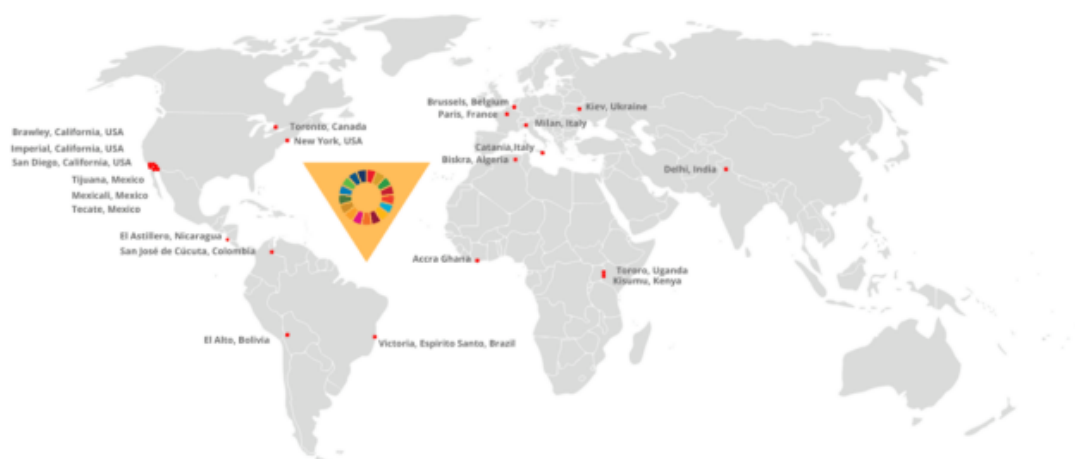 Brussels, Belgium
Kiev, Ukraine
Paris, France
Milan, Italy
Toronto, Canada
Brawley, California, USA
New York, USA
Imperial, California, USA
Catania,Italy
San Diego, California, USA
Biskra, Algeria
Delhi, India
Tijuana, Mexico
Mexicali, Mexico
Tecate, Mexico
El Astillero, Nicaragua
San José de Cúcuta, Colombia
Accra Ghana
Tororo, Uganda
Kisumu, Kenya
El Alto, Bolivia
Victoria, Espirito Santo, Brazil